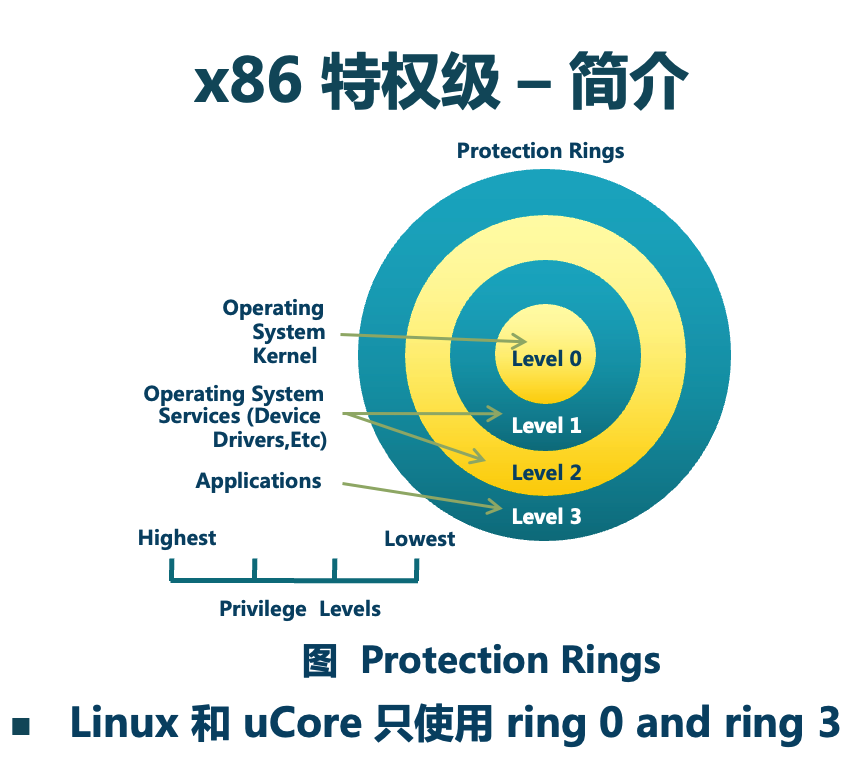 x86 特权级 – 简介
Protection Rings
Operating
System
Kernel
Level 0
Operating System
Services (Device
Drivers,Etc)
Level 1
Level 2
Applications
Level 3
Highest
Lowest
Privilege Levels
图 Protection Rings
■ Linux 和 uCore 只使用 ring 0 and ring 3